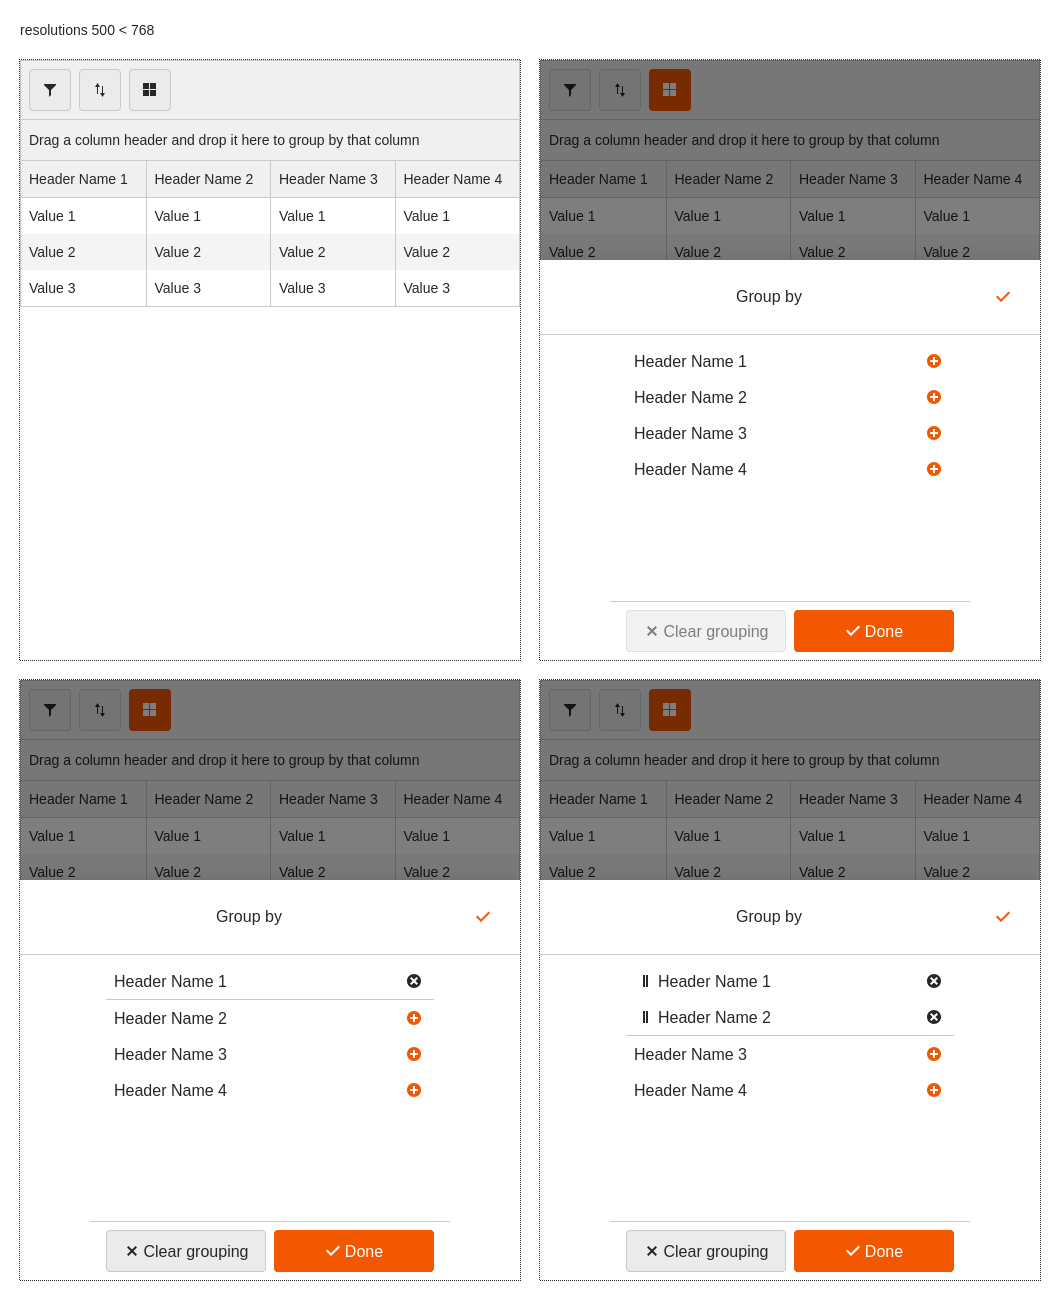 resolutions 500 < 768
Drag a column header and drop it here to group by that column
Header Name 1 Header Name 2 Header Name 3 Header Name 4
Value 1 Value 1 Value 1 Value 1
Value 2 Value 2 Value 2 Value 2
Value 3 Value 3 Value 3 Value 3
Drag a column header and drop it here to group by that column
Header Name 1 Header Name 2 Header Name 3 Header Name 4
Value 1 Value 1 Value 1 Value 1
Value 2 Value 2 Value 2 Value 2
Group by
Header Name 1
Header Name 2
Header Name 3
Header Name 4
Clear grouping Done
Drag a column header and drop it here to group by that column
Header Name 1 Header Name 2 Header Name 3 Header Name 4
Value 1 Value 1 Value 1 Value 1
Value 2 Value 2 Value 2 Value 2
Group by
Header Name 1
Header Name 2
Header Name 3
Header Name 4
Clear grouping Done
Drag a column header and drop it here to group by that column
Header Name 1 Header Name 2 Header Name 3 Header Name 4
Value 1 Value 1 Value 1 Value 1
Value 2 Value 2 Value 2 Value 2
Group by
Header Name 1
Header Name 2
Header Name 3
Header Name 4
Clear grouping Done